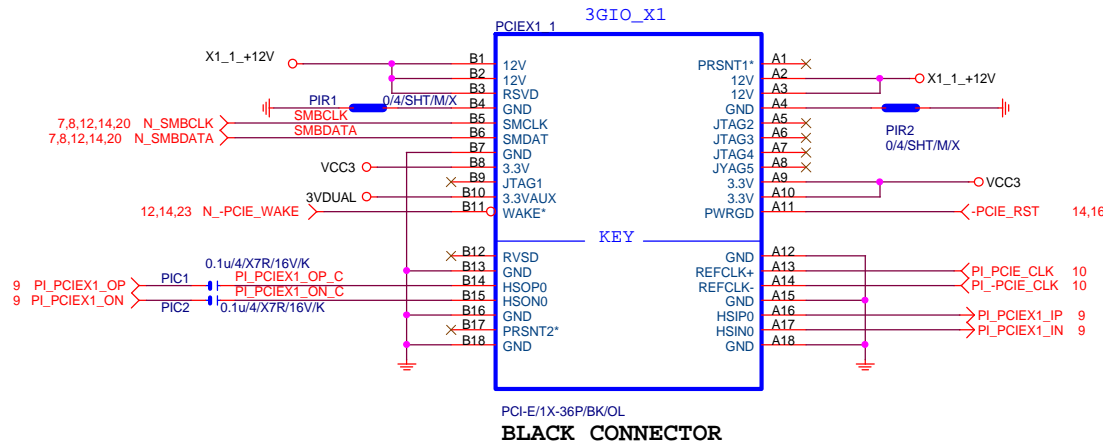 3GIO_X1
PCIEX1_1
X1_1_+12V B1 12V PRSNT1* A1
B2 12V 12V A2 X1_1_+12V
B3 RSVD 12V A3
PIR1 0/4/SHT/M/X B4 GND GND A4
7,8,12,14,20 N_SMBCLK SMBCLK B5 SMCLK JTAG2 A5
7,8,12,14,20 N_SMBDATA SMBDATA B6 SMDAT JTAG3 A6 PIR2
B7 GND JTAG4 A7 0/4/SHT/M/X
VCC3 B8 3.3V JYAG5 A8
B9 JTAG1 3.3V A9 VCC3
3VDUAL B10 3.3VAUX 3.3V A10
12,14,23 N_-PCIE_WAKE B11 WAKE* PWRGD A11 -PCIE_RST 14,16
KEY
B12 RVSD GND A12
B13 GND REFCLK+ A13 PI_PCIE_CLK 10
9 PI_PCIEX1_OP PIC1 0.1u/4/X7R/16V/K PI_PCIEX1_OP_C B14 HSOP0 REFCLK- A14 PI_-PCIE_CLK 10
9 PI_PCIEX1_ON PIC2 0.1u/4/X7R/16V/K PI_PCIEX1_ON_C B15 HSON0 GND A15
B16 GND HSIP0 A16 PI_PCIEX1_IP 9
B17 PRSNT2* HSIN0 A17 PI_PCIEX1_IN 9
B18 GND GND A18
PCI-E/1X-36P/BK/OL
BLACK CONNECTOR